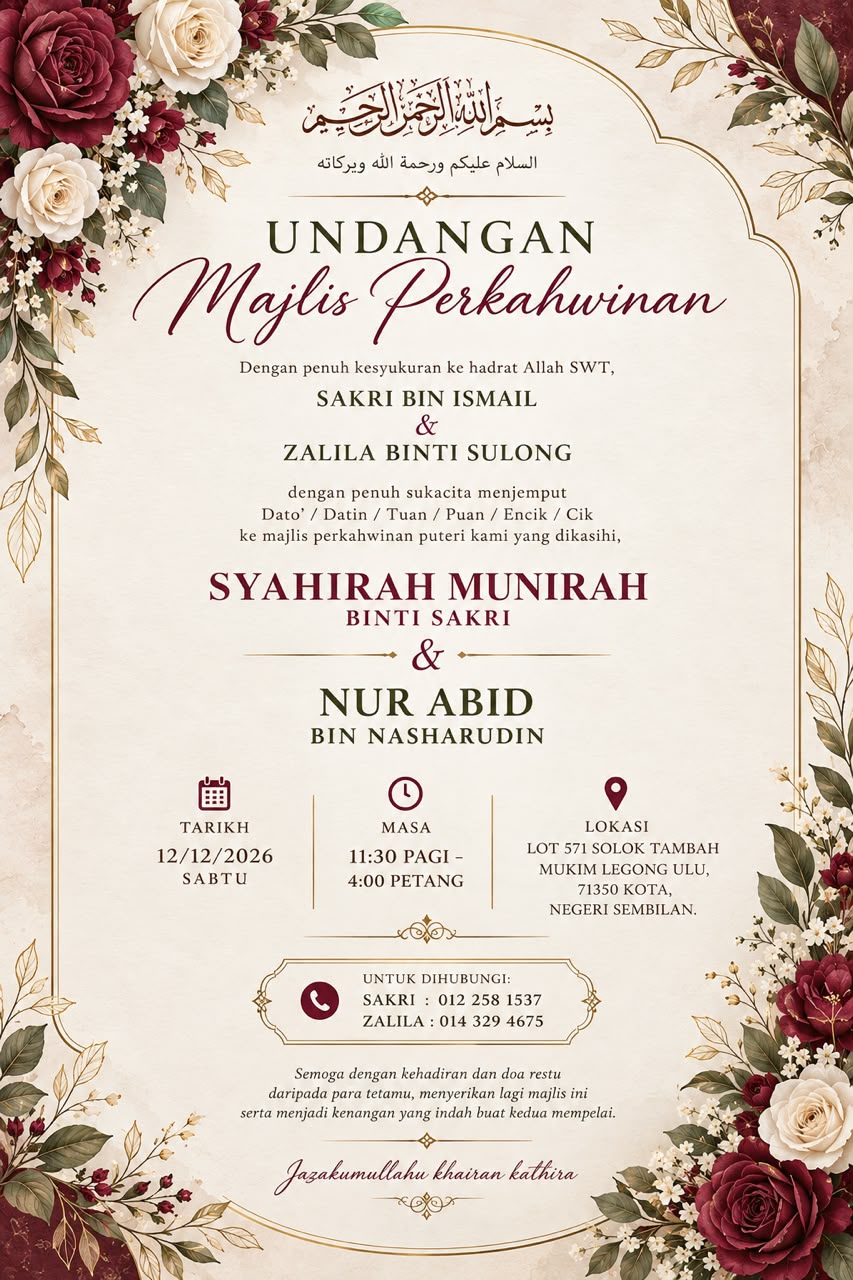 بسم الله الرحمن الرحيم
السلام عليكم ورحمة الله وبركاته
UNDANGAN
Majlis Perkahwinan
Dengan penuh kesyukuran ke hadrat Allah SWT,
SAKRI BIN ISMAIL
&
ZALILA BINTI SULONG
dengan penuh sukacita menjemput
Dato’ / Datin / Tuan / Puan / Encik / Cik
ke majlis perkahwinan puteri kami yang dikasihi,
SYAHIRAH MUNIRAH
BINTI SAKRI
&
NUR ABID
BIN NASHARUDIN
TARIKH
12/12/2026
SABTU
MASA
11:30 PAGI –
4:00 PETANG
LOKASI
LOT 571 SOLOK TAMBAH
MUKIM LEGONG ULU,
71350 KOTA,
NEGERI SEMBILAN.
UNTUK DIHUBUNGI:
SAKRI : 012 258 1537
ZALILA : 014 329 4675
Semoga dengan kehadiran dan doa restu
daripada para tetamu, menyerikan lagi majlis ini
serta menjadi kenangan yang indah buat kedua mempelai.
Jazakumullahu khairan kathira